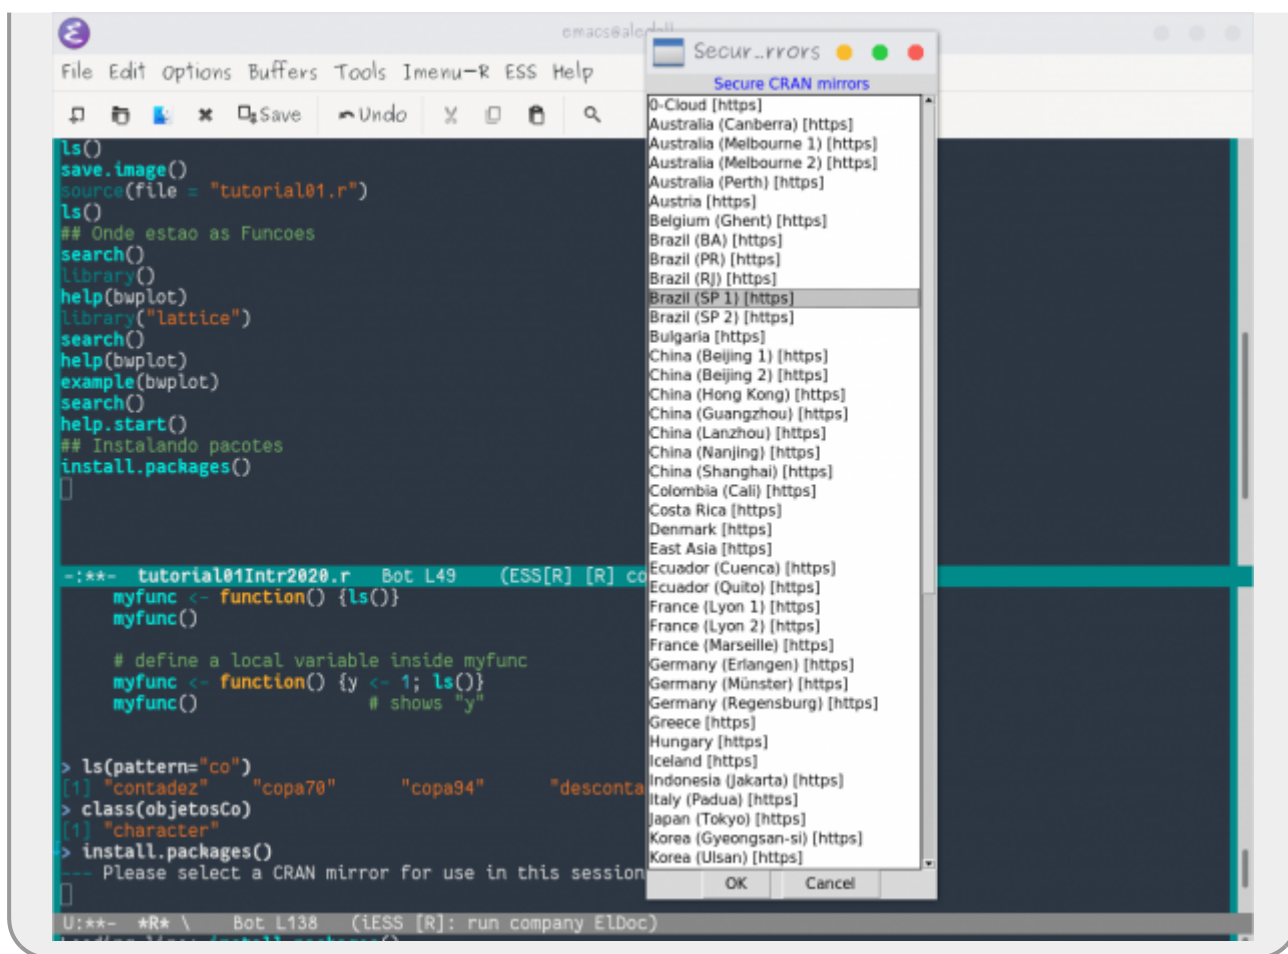 File Edit Options Buffers Tools Imenu-R ESS Help
Save Undo
ls()
save.image()
source(file = "tutorial01.r")
ls()
## Onde estao as Funcoes
search()
library()
help(bwplot)
library("lattice")
search()
help(bwplot)
example(bwplot)
search()
help.start()
## Instalando pacotes
install.packages()
-:**- tutorial01Intr2020.r Bot L49 (ESS[R] [R] co
myfunc <- function() {ls()}
myfunc()
# define a local variable inside myfunc
myfunc <- function() {y <- 1; ls()}
myfunc() # shows "y"
> ls(pattern="co")
[1] "contadez" "copa70" "copa94" "desconta
> class(objetosCo)
[1] "character"
> install.packages()
--- Please select a CRAN mirror for use in this session
U:**- *R* \ Bot L138 (iESS [R]: run company ElDoc)
Secur...rrors
Secure CRAN mirrors
0-Cloud [https]
Australia (Canberra) [https]
Australia (Melbourne 1) [https]
Australia (Melbourne 2) [https]
Australia (Perth) [https]
Austria [https]
Belgium (Ghent) [https]
Brazil (BA) [https]
Brazil (PR) [https]
Brazil (RJ) [https]
Brazil (SP 1) [https]
Brazil (SP 2) [https]
Bulgaria [https]
China (Beijing 1) [https]
China (Beijing 2) [https]
China (Hong Kong) [https]
China (Guangzhou) [https]
China (Lanzhou) [https]
China (Nanjing) [https]
China (Shanghai) [https]
Colombia (Cali) [https]
Costa Rica [https]
Denmark [https]
East Asia [https]
Ecuador (Cuenca) [https]
Ecuador (Quito) [https]
France (Lyon 1) [https]
France (Lyon 2) [https]
France (Marseille) [https]
Germany (Erlangen) [https]
Germany (Münster) [https]
Germany (Regensburg) [https]
Greece [https]
Hungary [https]
Iceland [https]
Indonesia (Jakarta) [https]
Italy (Padua) [https]
Japan (Tokyo) [https]
Korea (Gyeongsan-si) [https]
Korea (Ulsan) [https]
OK Cancel